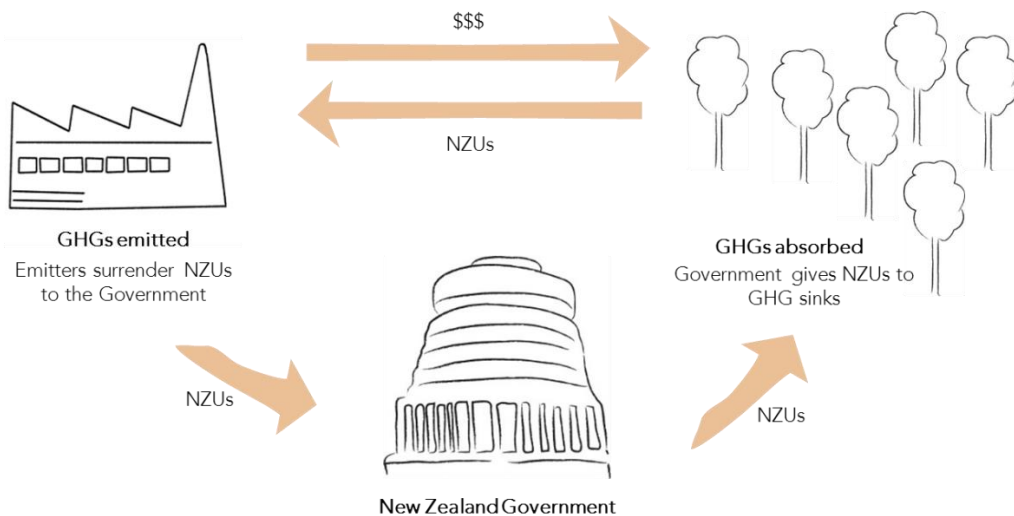 $$$
NZUs
GHGs emitted
Emitters surrender NZUs
to the Government
GHGs absorbed
Government gives NZUs to
GHG sinks
NZUs
NZUs
New Zealand Government